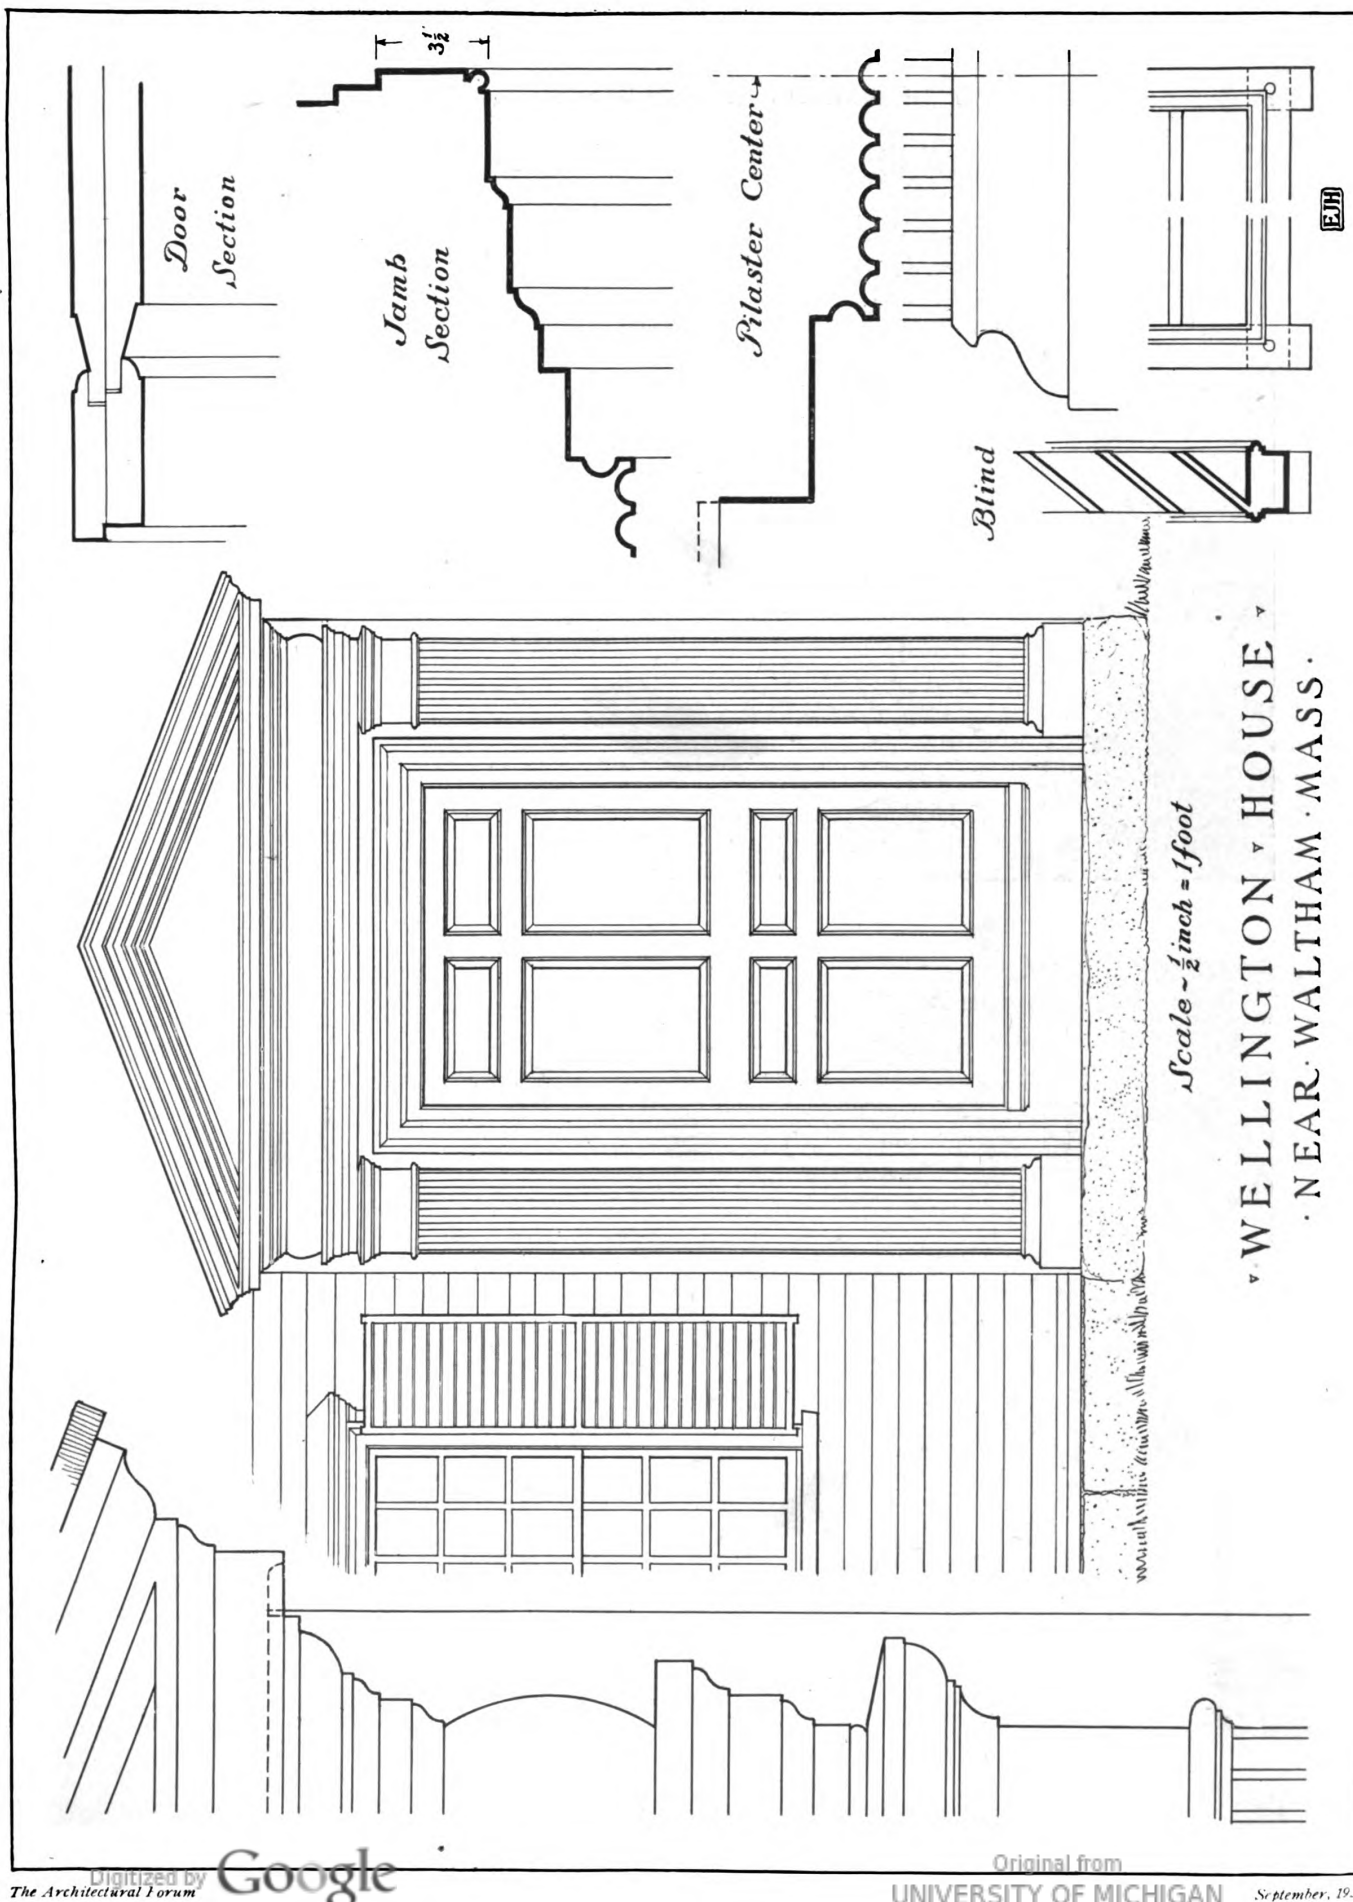 3½
Door
Section
Jamb
Section
Pilaster Center
Blind
EJH
Scale ~ ½ inch = 1 foot
WELLINGTON HOUSE
· NEAR · WALTHAM · MASS ·
Digitized by Google
Original from
UNIVERSITY OF MICHIGAN
The Architectural Forum
September, 19